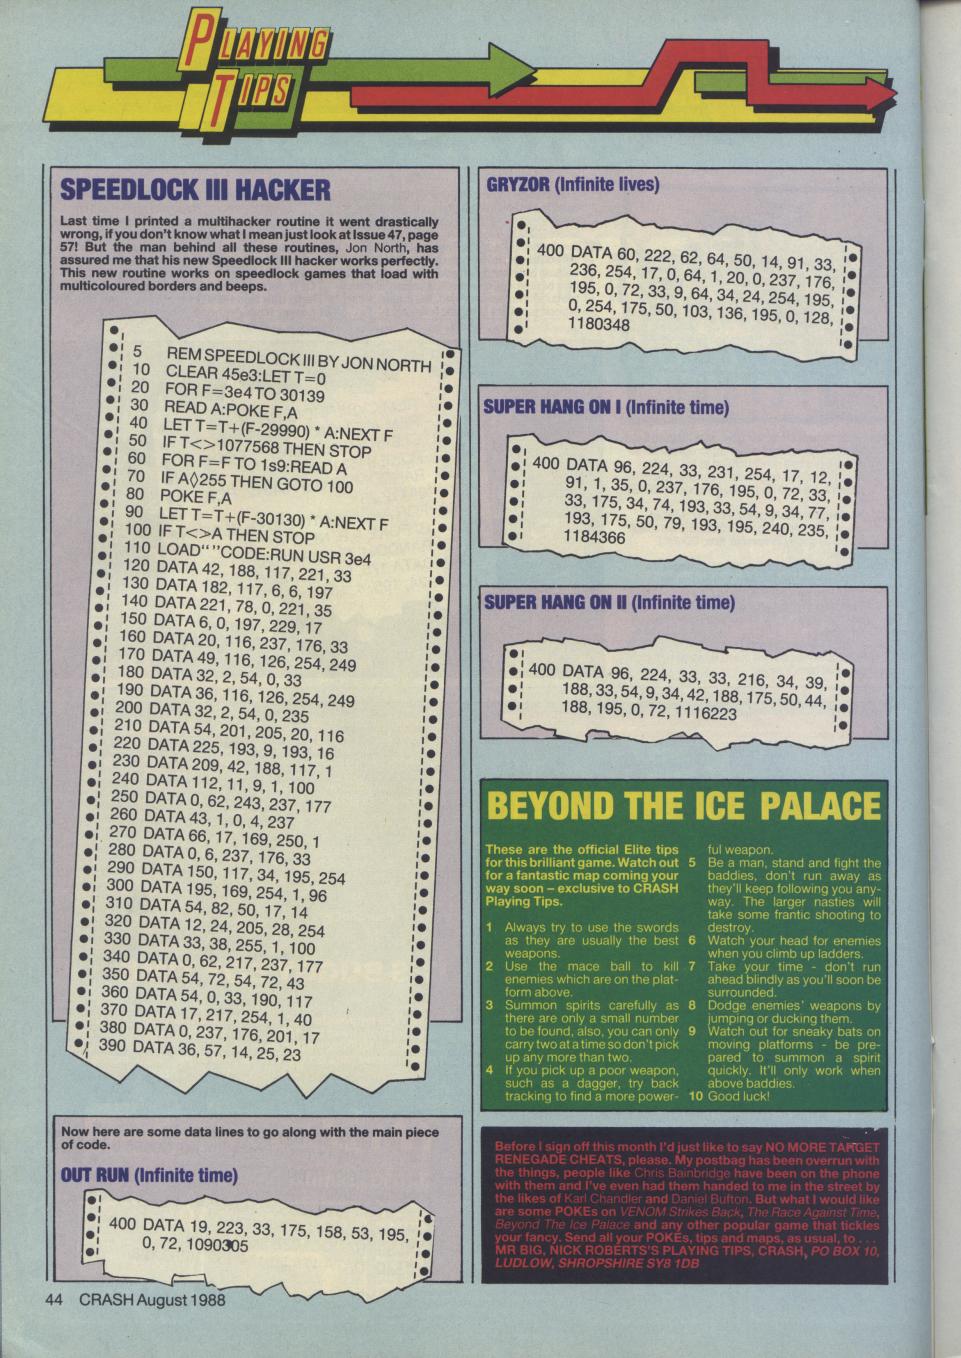 PLAYING
TIPS
SPEEDLOCK III HACKER
Last time I printed a multihacker routine it went drastically
wrong, if you don't know what I mean just look at Issue 47, page
57! But the man behind all these routines, Jon North, has
assured me that his new Speedlock III hacker works perfectly.
This new routine works on speedlock games that load with
multicoloured borders and beeps.
5 REM SPEEDLOCK III BY JON NORTH
10 CLEAR 45e3:LET T=0
20 FOR F=3e4 TO 30139
30 READ A:POKE F,A
40 LET T=T+(F-29990) * A:NEXT F
50 IF T<>1077568 THEN STOP
60 FOR F=F TO 1s9:READ A
70 IF A◊255 THEN GOTO 100
80 POKE F,A
90 LET T=T+(F-30130) * A:NEXT F
100 IF T<>A THEN STOP
110 LOAD“ ”CODE:RUN USR 3e4
120 DATA 42, 188, 117, 221, 33
130 DATA 182, 117, 6, 6, 197
140 DATA 221, 78, 0, 221, 35
150 DATA 6, 0, 197, 229, 17
160 DATA 20, 116, 237, 176, 33
170 DATA 49, 116, 126, 254, 249
180 DATA 32, 2, 54, 0, 33
190 DATA 36, 116, 126, 254, 249
200 DATA 32, 2, 54, 0, 235
210 DATA 54, 201, 205, 20, 116
220 DATA 225, 193, 9, 193, 16
230 DATA 209, 42, 188, 117, 1
240 DATA 112, 11, 9, 1, 100
250 DATA 0, 62, 243, 237, 177
260 DATA 43, 1, 0, 4, 237
270 DATA 66, 17, 169, 250, 1
280 DATA 0, 6, 237, 176, 33
290 DATA 150, 117, 34, 195, 254
300 DATA 195, 169, 254, 1, 96
310 DATA 54, 82, 50, 17, 14
320 DATA 12, 24, 205, 28, 254
330 DATA 33, 38, 255, 1, 100
340 DATA 0, 62, 217, 237, 177
350 DATA 54, 72, 54, 72, 43
360 DATA 54, 0, 33, 190, 117
370 DATA 17, 217, 254, 1, 40
380 DATA 0, 237, 176, 201, 17
390 DATA 36, 57, 14, 25, 23
Now here are some data lines to go along with the main piece
of code.
OUT RUN (Infinite time)
400 DATA 19, 223, 33, 175, 158, 53, 195,
0, 72, 1090305
GRYZOR (Infinite lives)
400 DATA 60, 222, 62, 64, 50, 14, 91, 33,
236, 254, 17, 0, 64, 1, 20, 0, 237, 176,
195, 0, 72, 33, 9, 64, 34, 24, 254, 195,
0, 254, 175, 50, 103, 136, 195, 0, 128,
1180348
SUPER HANG ON I (Infinite time)
400 DATA 96, 224, 33, 231, 254, 17, 12,
91, 1, 35, 0, 237, 176, 195, 0, 72, 33,
33, 175, 34, 74, 193, 33, 54, 9, 34, 77,
193, 175, 50, 79, 193, 195, 240, 235,
1184366
SUPER HANG ON II (Infinite time)
400 DATA 96, 224, 33, 33, 216, 34, 39,
188, 33, 54, 9, 34, 42, 188, 175, 50, 44,
188, 195, 0, 72, 1116223
BEYOND THE ICE PALACE
These are the official Elite tips
for this brilliant game. Watch out
for a fantastic map coming your
way soon – exclusive to CRASH
Playing Tips.
1 Always try to use the swords
as they are usually the best
weapons.
2 Use the mace ball to kill
enemies which are on the plat-
form above.
3 Summon spirits carefully as
there are only a small number
to be found, also, you can only
carry two at a time so don't pick
up any more than two.
4 If you pick up a poor weapon,
such as a dagger, try back
tracking to find a more power-
ful weapon.
5 Be a man, stand and fight the
baddies, don't run away as
they'll keep following you any-
way. The larger nasties will
take some frantic shooting to
destroy.
6 Watch your head for enemies
when you climb up ladders.
7 Take your time - don't run
ahead blindly as you'll soon be
surrounded.
8 Dodge enemies' weapons by
jumping or ducking them.
9 Watch out for sneaky bats on
moving platforms - be pre-
pared to summon a spirit
quickly. It'll only work when
above baddies.
10 Good luck!
Before I sign off this month I'd just like to say NO MORE TARGET
RENEGADE CHEATS, please. My postbag has been overrun with
the things, people like Chris Bainbridge have been on the phone
with them and I've even had them handed to me in the street by
the likes of Karl Chandler and Daniel Bufton. But what I would like
are some POKEs on VENOM Strikes Back, The Race Against Time,
Beyond The Ice Palace and any other popular game that tickles
your fancy. Send all your POKEs, tips and maps, as usual, to . . .
MR BIG, NICK ROBERTS'S PLAYING TIPS, CRASH, PO BOX 10,
LUDLOW, SHROPSHIRE SY8 1DB
44 CRASH August 1988